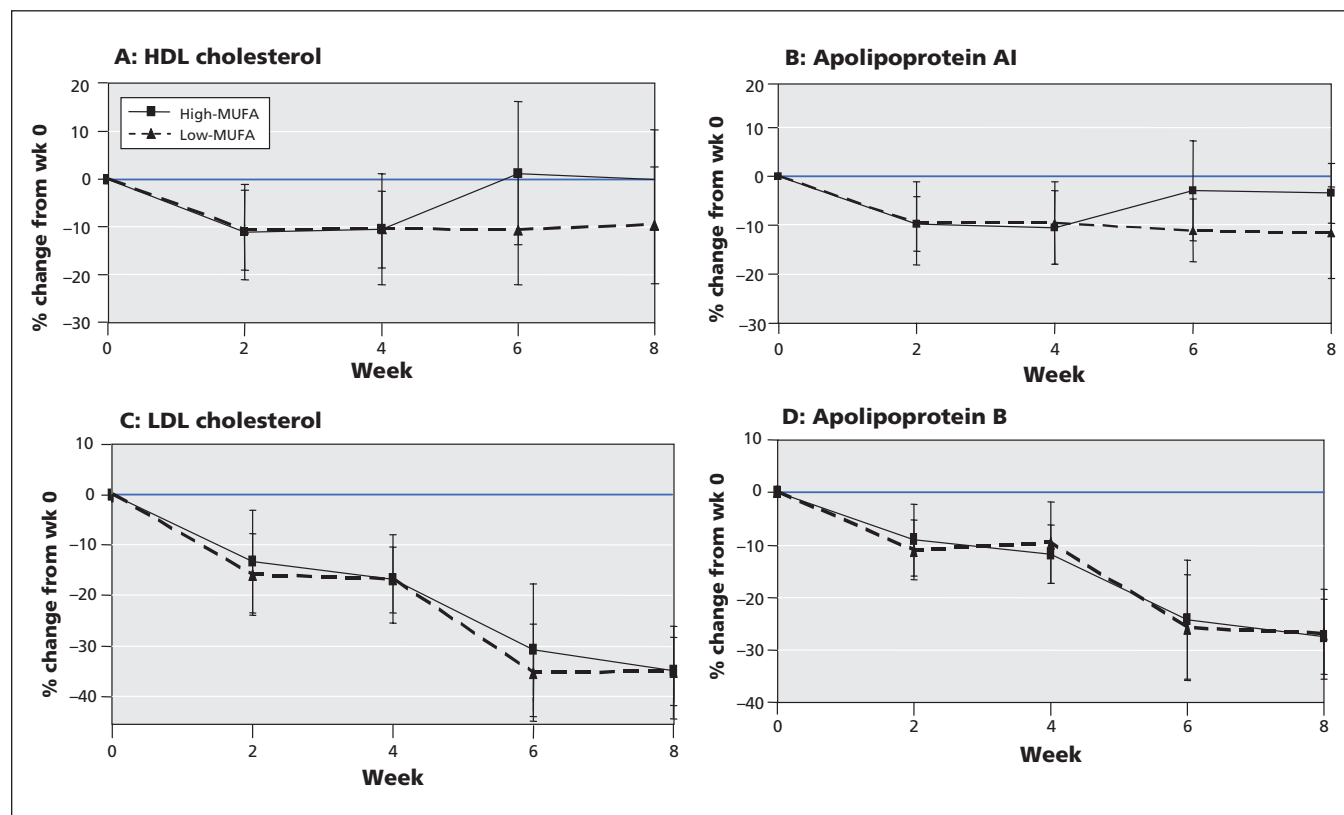 A: HDL cholesterol
20
10
0
–10
–20
–30
% change from wk 0
High-MUFA
Low-MUFA
0 2 4 6 8
Week
B: Apolipoprotein AI
20
10
0
–10
–20
–30
% change from wk 0
0 2 4 6 8
Week
C: LDL cholesterol
10
0
–10
–20
–30
–40
% change from wk 0
0 2 4 6 8
Week
D: Apolipoprotein B
10
0
–10
–20
–30
–40
% change from wk 0
0 2 4 6 8
Week